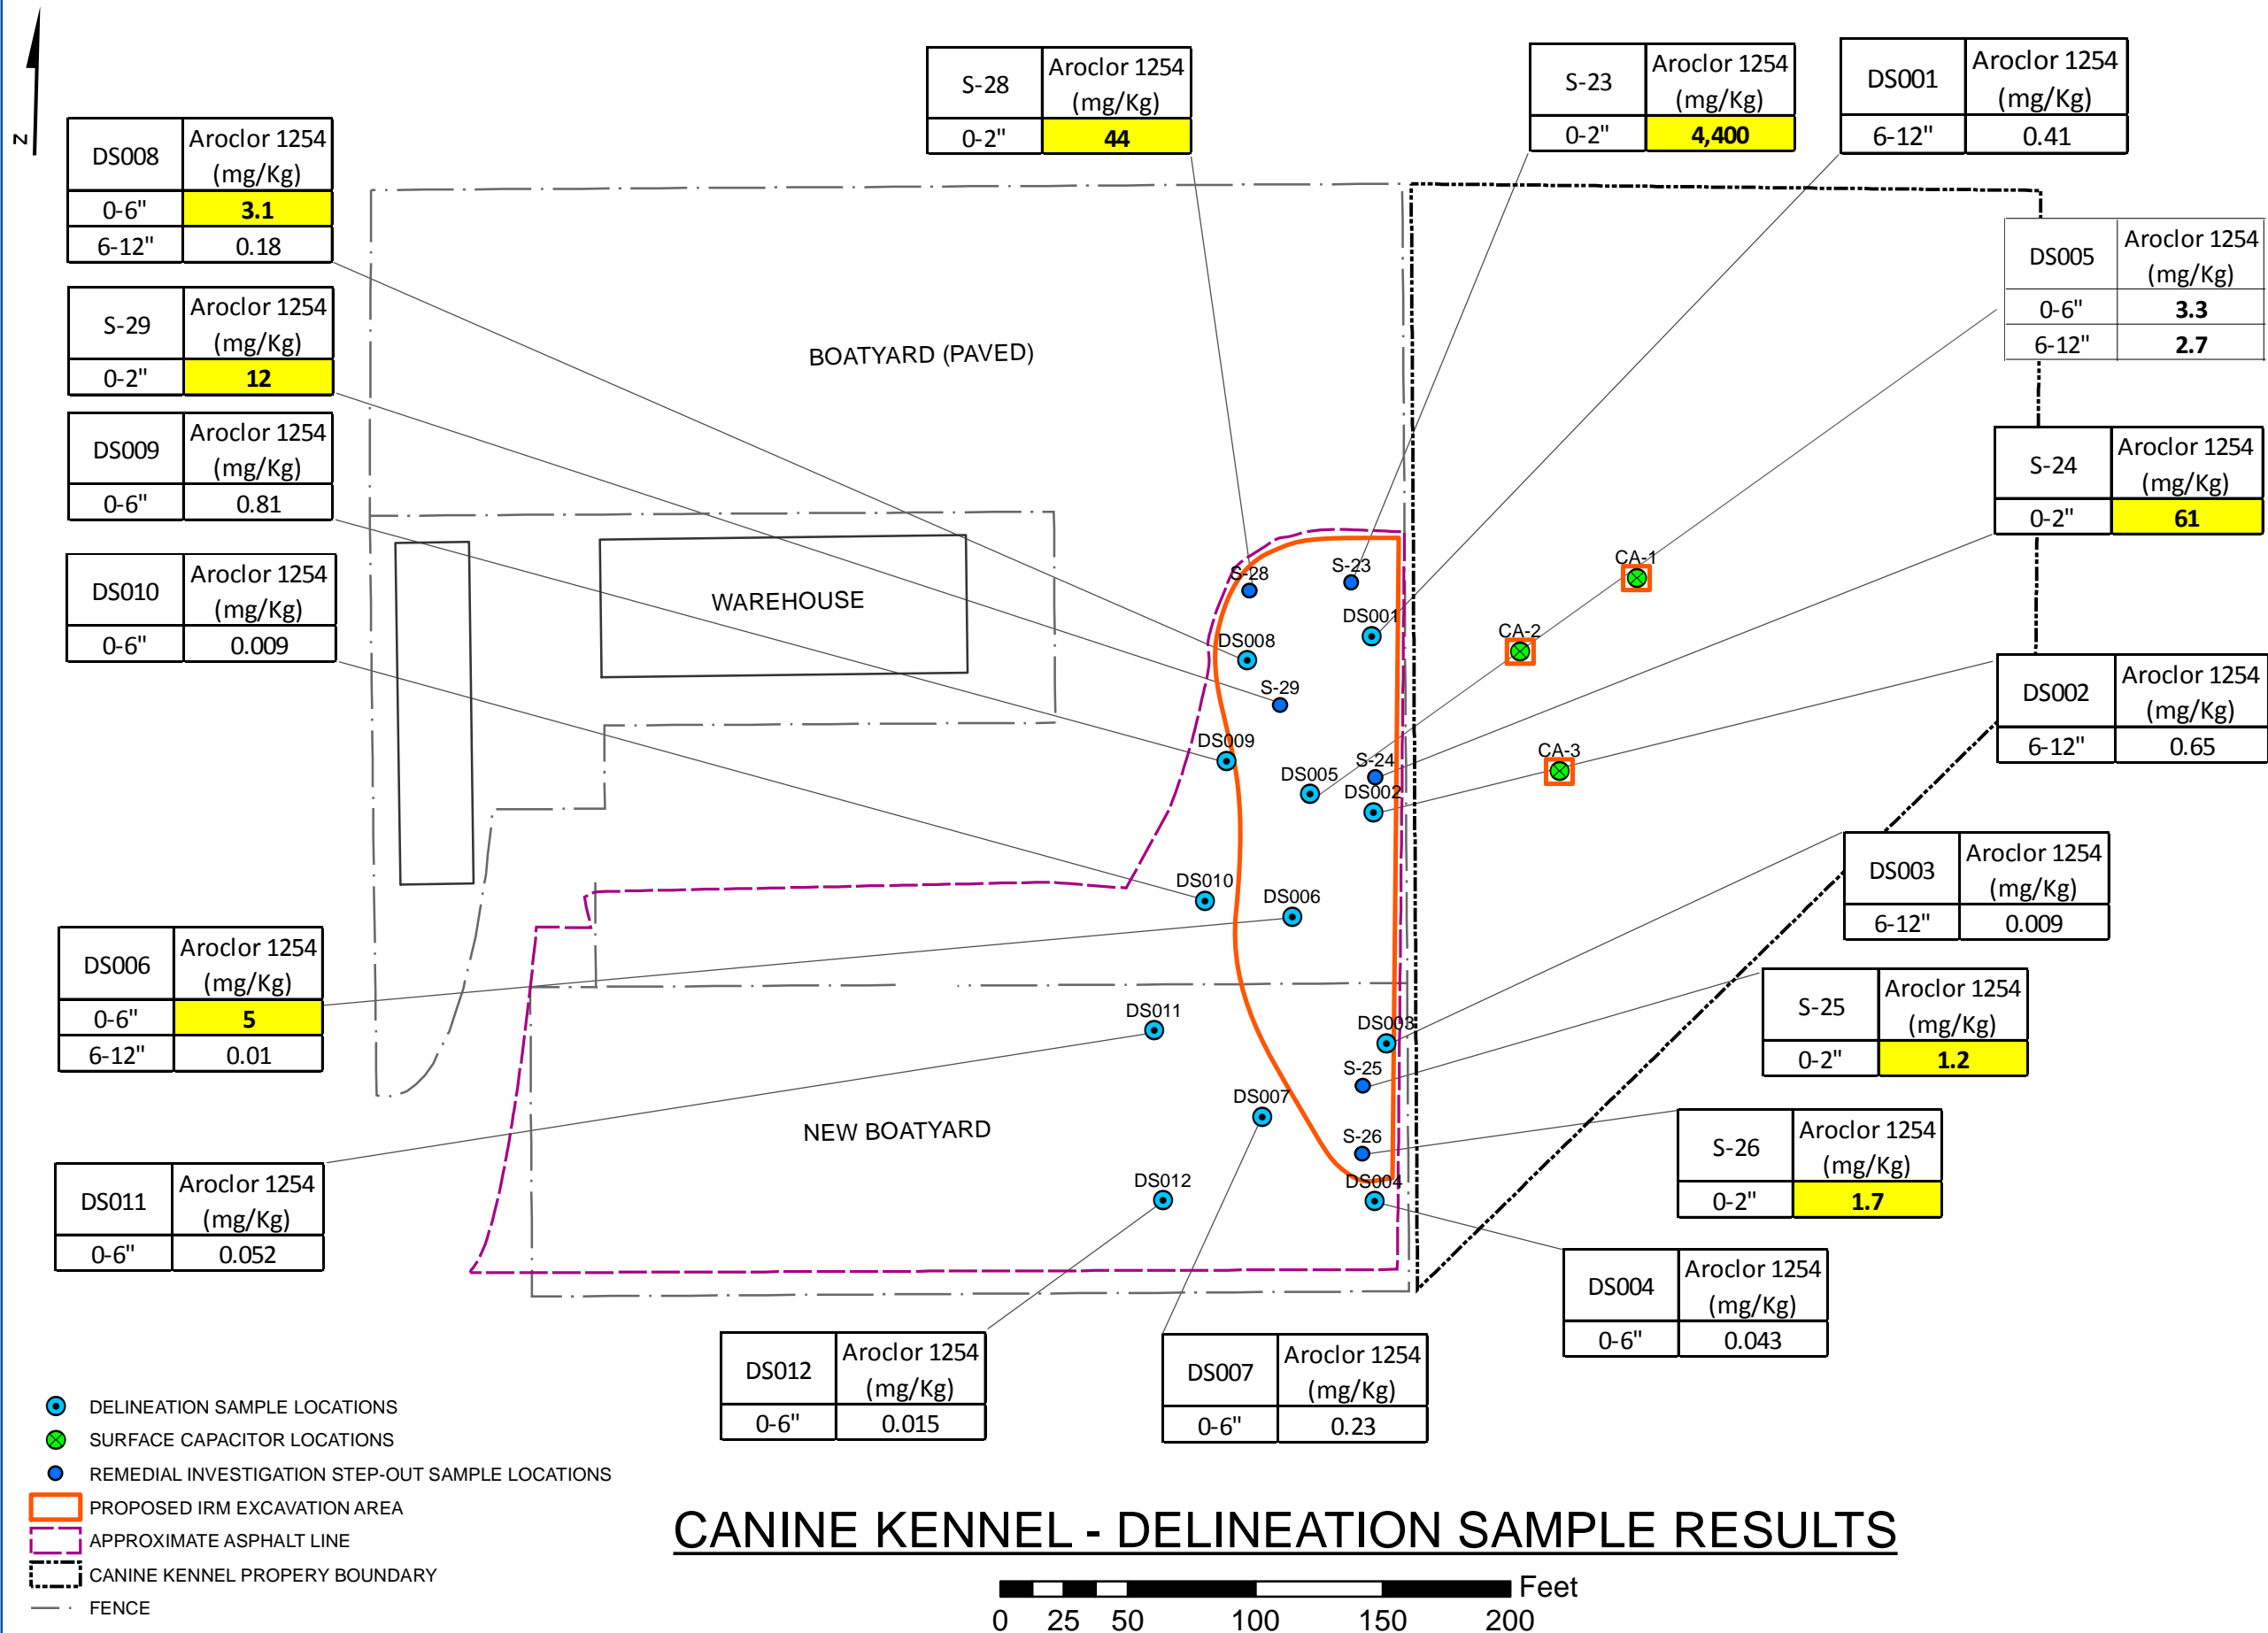 N
S-28 Aroclor 1254 (mg/Kg)
0-2" 44
S-23 Aroclor 1254 (mg/Kg)
0-2" 4,400
DS001 Aroclor 1254 (mg/Kg)
6-12" 0.41
DS008 Aroclor 1254 (mg/Kg)
0-6" 3.1
6-12" 0.18
DS005 Aroclor 1254 (mg/Kg)
0-6" 3.3
6-12" 2.7
S-29 Aroclor 1254 (mg/Kg)
0-2" 12
BOATYARD (PAVED)
DS009 Aroclor 1254 (mg/Kg)
0-6" 0.81
S-24 Aroclor 1254 (mg/Kg)
0-2" 61
DS010 Aroclor 1254 (mg/Kg)
0-6" 0.009
WAREHOUSE
S-28
S-23
CA-1
DS001
CA-2
DS008
S-29
DS002 Aroclor 1254 (mg/Kg)
6-12" 0.65
DS009
CA-3
S-24
DS005
DS002
DS003 Aroclor 1254 (mg/Kg)
6-12" 0.009
DS010
DS006
DS006 Aroclor 1254 (mg/Kg)
0-6" 5
6-12" 0.01
S-25 Aroclor 1254 (mg/Kg)
0-2" 1.2
DS011
DS003
S-25
DS007
NEW BOATYARD
S-26
S-26 Aroclor 1254 (mg/Kg)
0-2" 1.7
DS011 Aroclor 1254 (mg/Kg)
0-6" 0.052
DS012
DS004
DS004 Aroclor 1254 (mg/Kg)
0-6" 0.043
DS012 Aroclor 1254 (mg/Kg)
0-6" 0.015
DS007 Aroclor 1254 (mg/Kg)
0-6" 0.23
DELINEATION SAMPLE LOCATIONS
SURFACE CAPACITOR LOCATIONS
REMEDIAL INVESTIGATION STEP-OUT SAMPLE LOCATIONS
PROPOSED IRM EXCAVATION AREA
APPROXIMATE ASPHALT LINE
CANINE KENNEL PROPERY BOUNDARY
FENCE
CANINE KENNEL - DELINEATION SAMPLE RESULTS
Feet
0 25 50 100 150 200